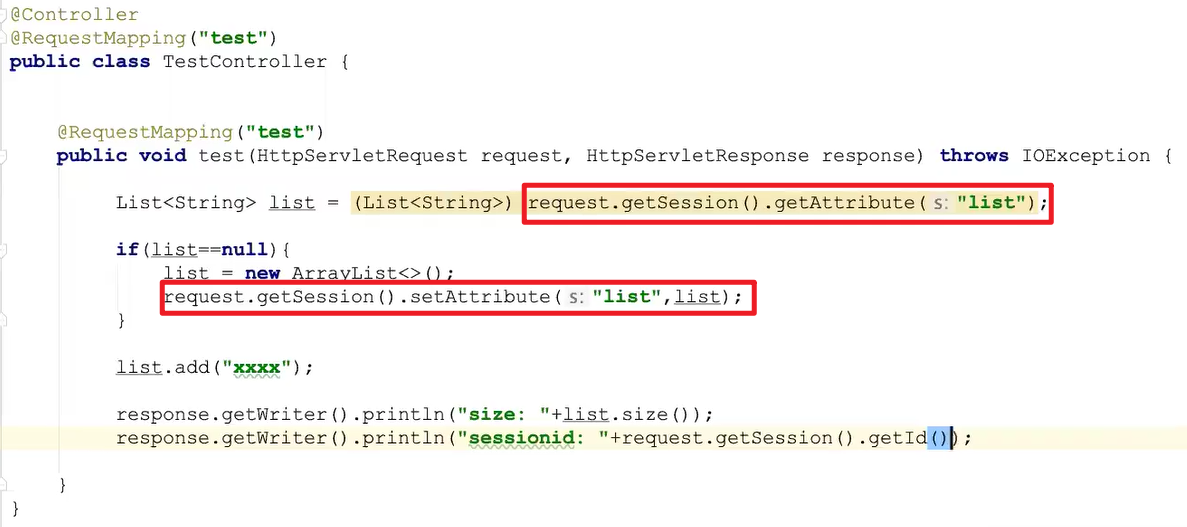 @Controller
@RequestMapping("test")
public class TestController {
@RequestMapping("test")
public void test(HttpServletRequest request, HttpServletResponse response) throws IOException {
List<String> list = (List<String>) request.getSession().getAttribute( s: "list");
if(list==null){
list = new ArrayList<>();
request.getSession().setAttribute( s: "list",list);
}
list.add("xxxx");
response.getWriter().println("size: "+list.size());
response.getWriter().println("sessionid: "+request.getSession().getId());
}
}